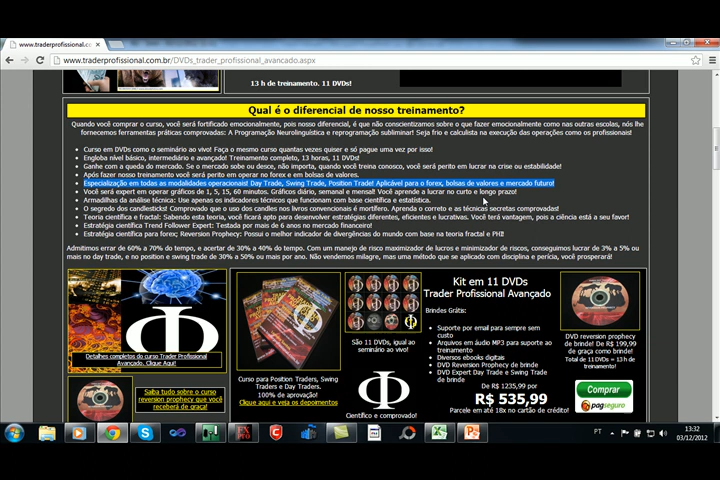 www.traderprofissional.co
www.traderprofissional.com.br/DVDs_trader_profissional_avancado.aspx
13 h de treinamento. 11 DVDs!
Qual é o diferencial de nosso treinamento?
Quando você comprar o curso, você será fortificado emocionalmente, pois nosso diferencial, é que não conscientizamos sobre o que fazer emocionalmente como nas outras escolas, nós lhe
fornecemos ferramentas práticas comprovadas: A Programação Neurolinguística e reprogramação subliminar! Seja frio e calculista na execução das operações como os profissionais!
Curso em DVDs como o seminário ao vivo! Faça o mesmo curso quantas vezes quiser e só pague uma vez por isso!
Engloba nível básico, intermediário e avançado! Treinamento completo, 13 horas, 11 DVDs!
Ganhe com a queda do mercado. Se o mercado sobe ou desce, não importa, quando você treina conosco, você será perito em lucrar na crise ou estabilidade!
Após fazer nosso treinamento você será perito em operar no forex e em bolsas de valores.
Especialização em todas as modalidades operacionais! Day Trade, Swing Trade, Position Trade! Aplicável para o forex, bolsas de valores e mercado futuro!
Você será expert em operar gráficos de 1, 5, 15, 60 minutos. Gráficos diário, semanal e mensal! Você aprende a lucrar no curto e longo prazo!
Armadilhas da análise técnica: Use apenas os indicadores técnicos que funcionam com base científica e estatística.
O segredo dos candlesticks! Comprovado que o uso dos candles nos livros convencionais é mortífero. Aprenda o correto e as técnicas secretas comprovadas!
Teoria científica e fractal: Sabendo esta teoria, você ficará apto para desenvolver estratégias diferentes, eficientes e lucrativas. Você terá vantagem, pois a ciência está a seu favor!
Estratégia científica Trend Follower Expert: Testada por mais de 6 anos no mercado financeiro!
Estratégia científica para forex; Reversion Prophecy: Possui o melhor indicador de divergências do mundo com base na teoria fractal e PHI!
Admitimos errar de 60% a 70% do tempo, e acertar de 30% a 40% do tempo. Com um manejo de risco maximizador de lucros e minimizador de riscos, conseguimos lucrar de 3% a 5% ou
mais no day trade, e no position e swing trade de 30% a 50% ou mais por ano. Não vendemos milagre, mas uma método que se aplicado com disciplina e perícia, você prosperará!
Detalhes completos do curso Trader Profissional
Avançado. Clique Aqui!
Saiba tudo sobre o curso
reversion prophecy que você
receberá de graça!
Curso para Position Traders, Swing
Traders e Day Traders.
100% de aprovação!
Clique aqui e veja os depoimentos
São 11 DVDs, igual ao
seminário ao vivo!
Científico e comprovado!
Kit em 11 DVDs
Trader Profissional Avançado
Brindes Grátis:
Suporte por email para sempre sem
custo
Arquivos em áudio MP3 para suporte ao
treinamento
Diversos ebooks digitais
DVD Reversion Prophecy de brinde
DVD Expert Day Trade e Swing Trade
de brinde
De R$ 1235,99 por
R$ 535,99
Parcele em até 18x no cartão de crédito!
DVD reversion prophecy
de brinde! De R$ 199,99
de graça como brinde!
Total de 11 DVDs = 13 h de
treinamento!
Comprar
pagseguro
PT
13:32
03/12/2012